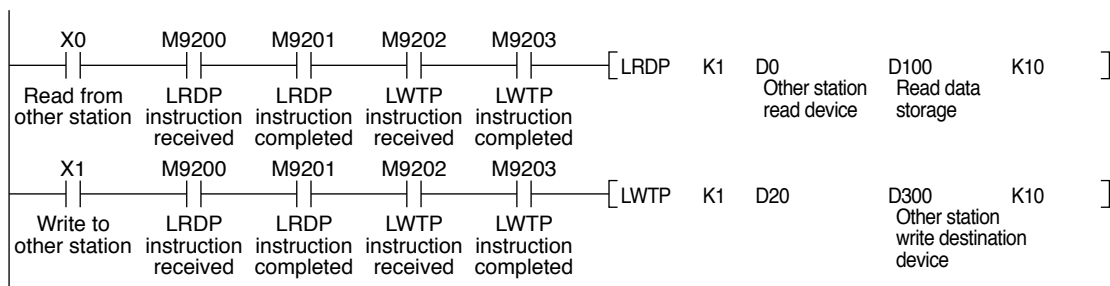 X0 M9200 M9201 M9202 M9203
LRDP K1 D0 D100 K10
Read from other station
LRDP instruction received
LRDP instruction completed
LWTP instruction received
LWTP instruction completed
Other station read device
Read data storage
X1 M9200 M9201 M9202 M9203
LWTP K1 D20 D300 K10
Write to other station
LRDP instruction received
LRDP instruction completed
LWTP instruction received
LWTP instruction completed
Other station write destination device